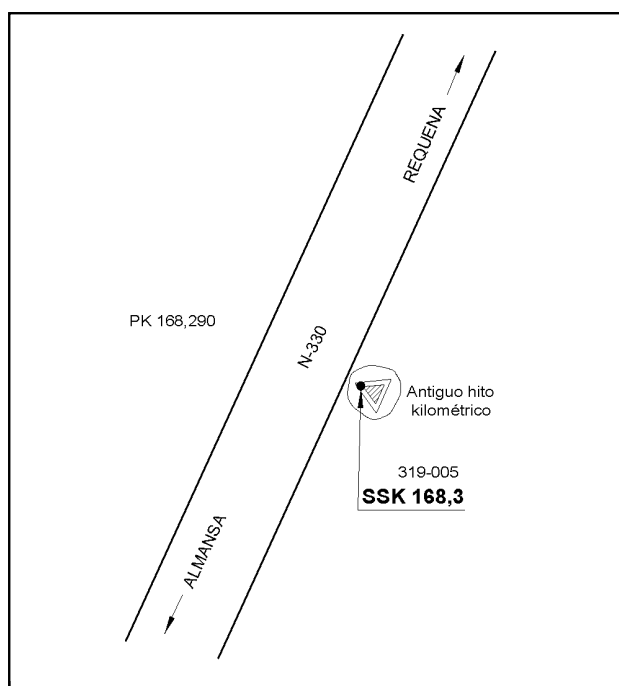 REQUENA
PK 168,290
N-330
Antiguo hito
kilométrico
319-005
SSK 168,3
ALMANSA